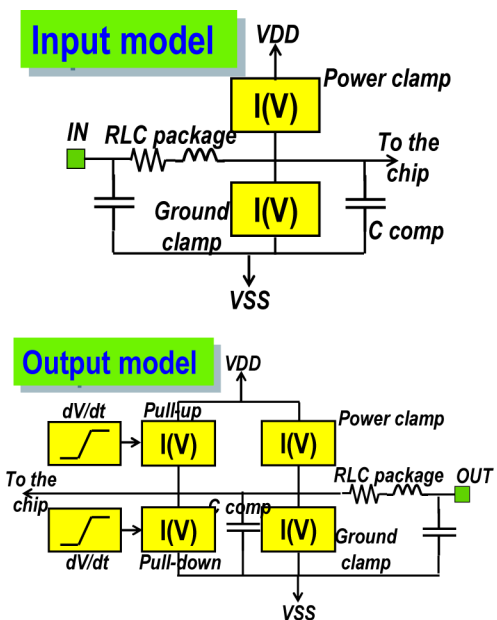 Input model
VDD
Power clamp
I(V)
IN
RLC package
To the
chip
Ground
clamp
I(V)
C comp
VSS
Output model
VDD
dV/dt
Pull-up
Power clamp
I(V)
I(V)
To the
chip
RLC package
OUT
C comp
I(V)
I(V)
Ground
clamp
dV/dt
Pull-down
VSS